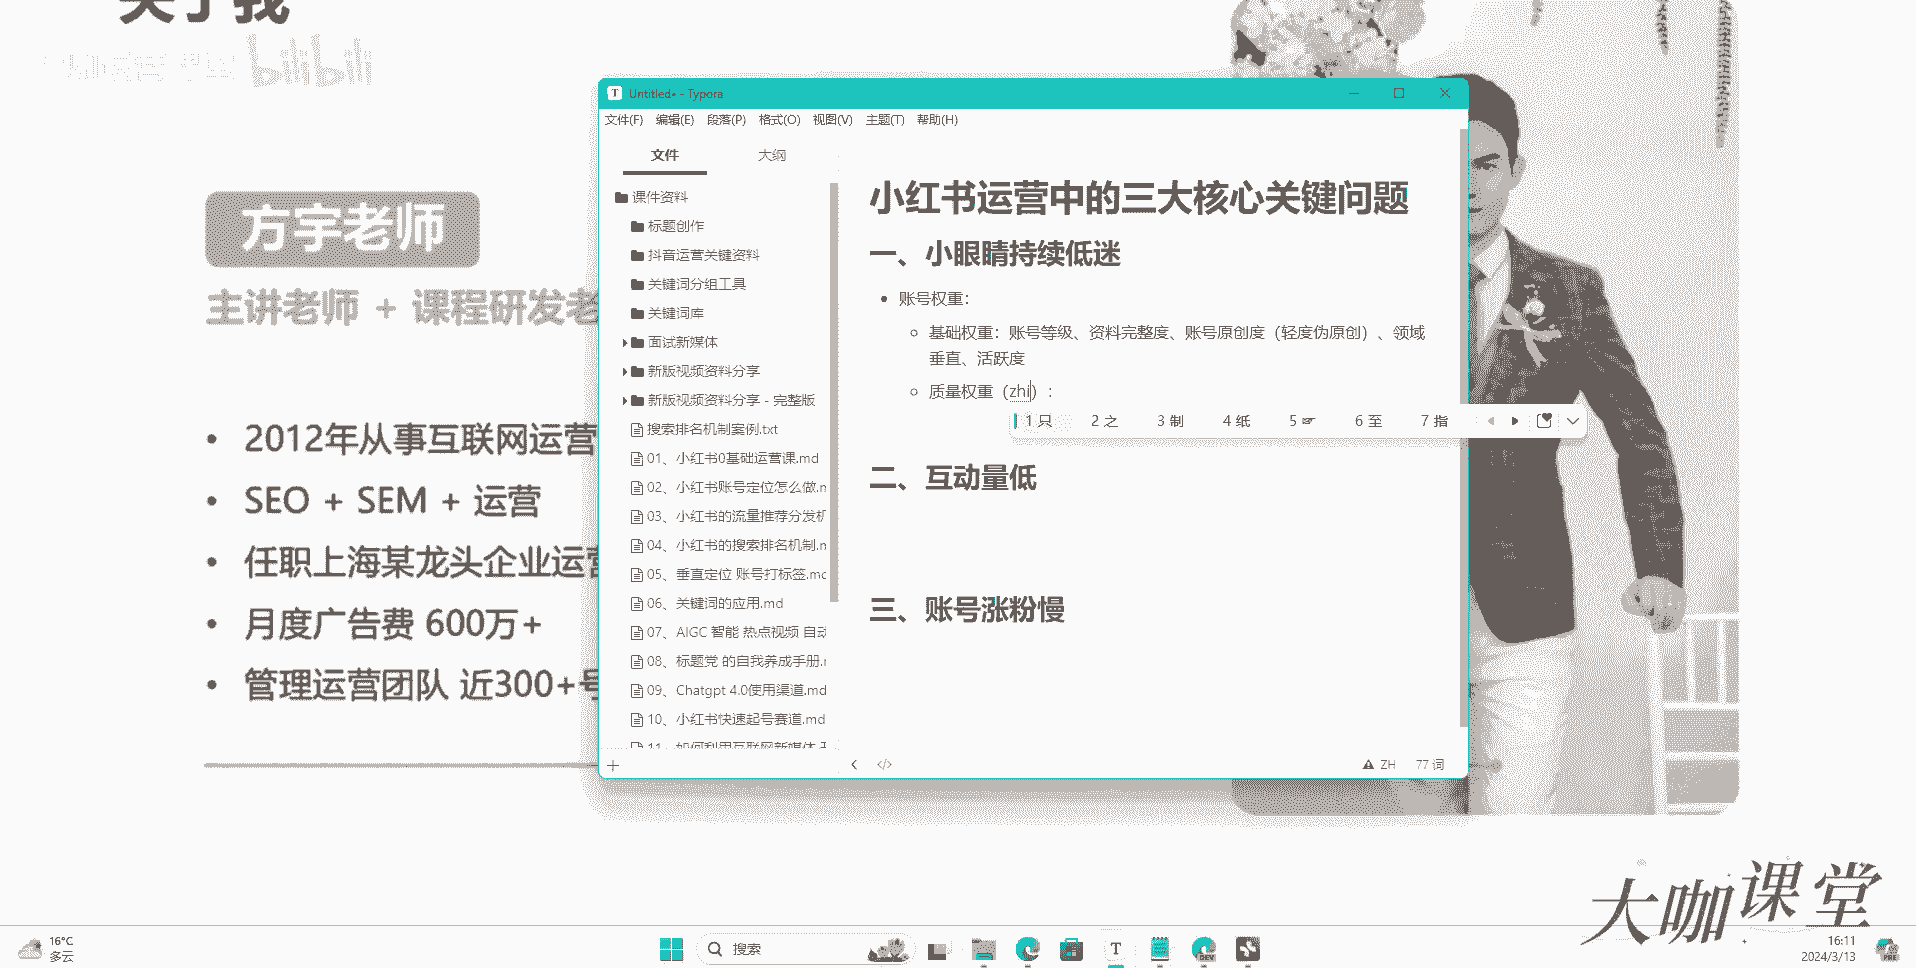 关于我
bilibili
方宇老师
主讲老师 + 课程研发老
• 2012年从事互联网运营
• SEO + SEM + 运营
• 任职上海某龙头企业运营
• 月度广告费 600万+
• 管理运营团队 近300+号
Untitled• - Typora
文件(F) 编辑(E) 段落(P) 格式(O) 视图(V) 主题(T) 帮助(H)
文件 大纲
课件资料
标题创作
抖音运营关键资料
关键词分组工具
关键词库
面试新媒体
新版视频资料分享
新版视频资料分享 - 完整版
搜索排名机制案例.txt
01、小红书0基础运营课.md
02、小红书账号定位怎么做.m
03、小红书的流量推荐分发机
04、小红书的搜索排名机制.m
05、垂直定位 账号打标签.md
06、关键词的应用.md
07、AIGC 智能 热点视频 自动
08、标题党 的自我养成手册.m
09、Chatgpt 4.0使用渠道.md
10、小红书快速起号赛道.md
11、如何利用互联网新媒体
小红书运营中的三大核心关键问题
一、小眼睛持续低迷
• 账号权重：
基础权重：账号等级、资料完整度、账号原创度（轻度伪原创）、领域
垂直、活跃度
质量权重（zhi）：
1 只 2 之 3 制 4 纸 5 ☞ 6 至 7 指
二、互动量低
三、账号涨粉慢
ZH 77 词
大咖课堂
16°C
多云
搜索
16:11
2024/3/13